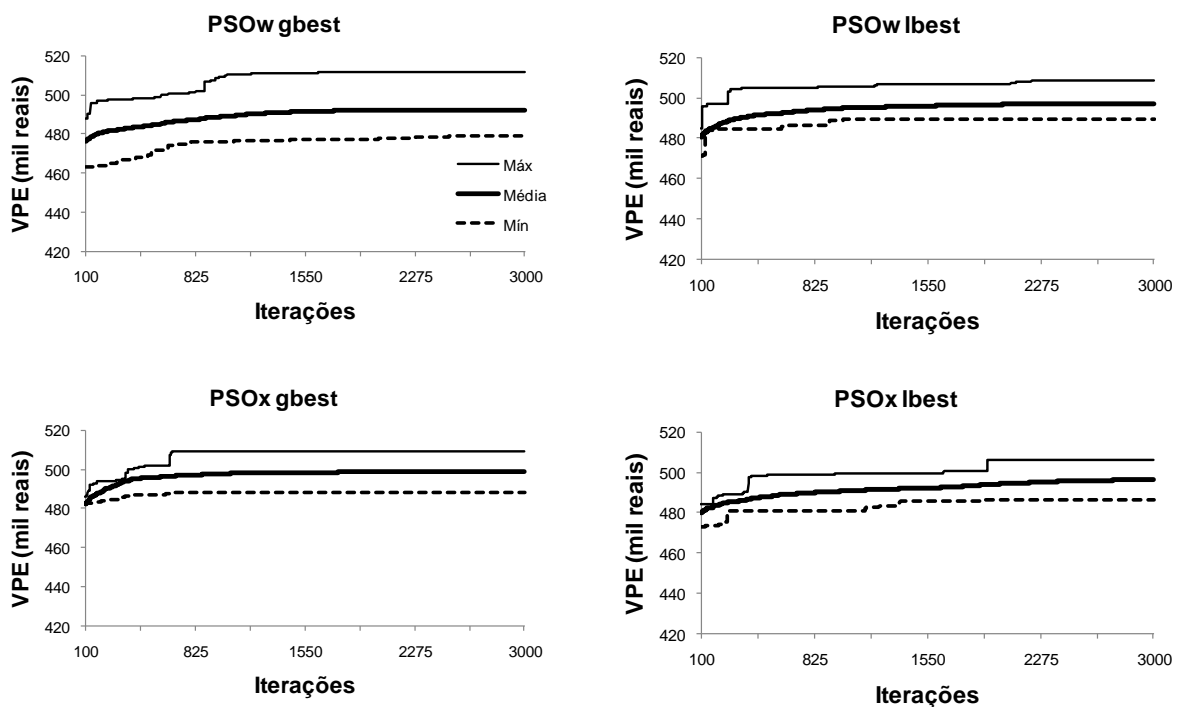 PSOw gbest
VPE (mil reais)
520
500
480
460
440
420
Máx
Média
Mín
100
825
1550
2275
3000
Iterações
PSOw lbest
VPE (mil reais)
520
500
480
460
440
420
100
825
1550
2275
3000
Iterações
PSOx gbest
VPE (mil reais)
520
500
480
460
440
420
100
825
1550
2275
3000
Iterações
PSOx lbest
VPE (mil reais)
520
500
480
460
440
420
100
825
1550
2275
3000
Iterações